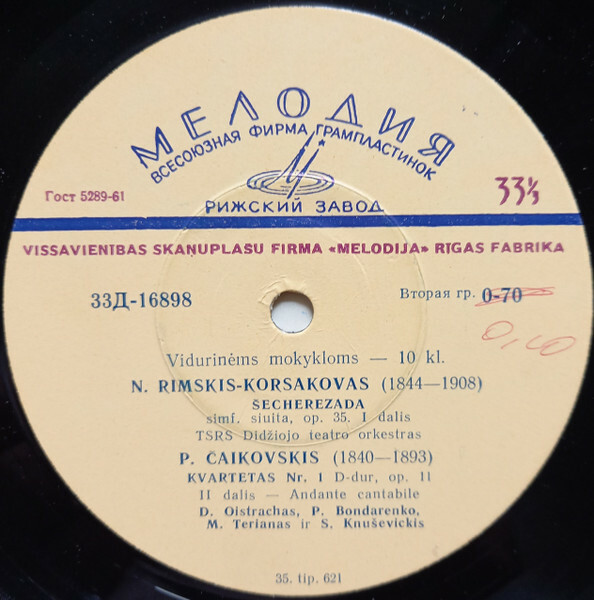 МЕЛОДИЯ
ВСЕСОЮЗНАЯ ФИРМА ГРАМПЛАСТИНОК
РИЖСКИЙ ЗАВОД
Гост 5289-61
33⅓
VISSAVIENIBAS SKAŅUPLAŠU FIRMA «MELODIJA» RIGAS FABRIKA
33Д-16898
Вторая гр. 0-70
0,40
Vidurinėms mokykloms — 10 kl.
N. RIMSKIS-KORSAKOVAS (1844—1908)
ŠECHEREZADA
simf. siuita, op. 35. I dalis
TSRS Didžiojo teatro orkestras
P. ČAIKOVSKIS (1840—1893)
KVARTETAS Nr. 1 D-dur, op. 11
II dalis — Andante cantabile
D. Oistrachas, P. Bondarenko,
M. Terianas ir S. Knuševickis
35. tip. 621